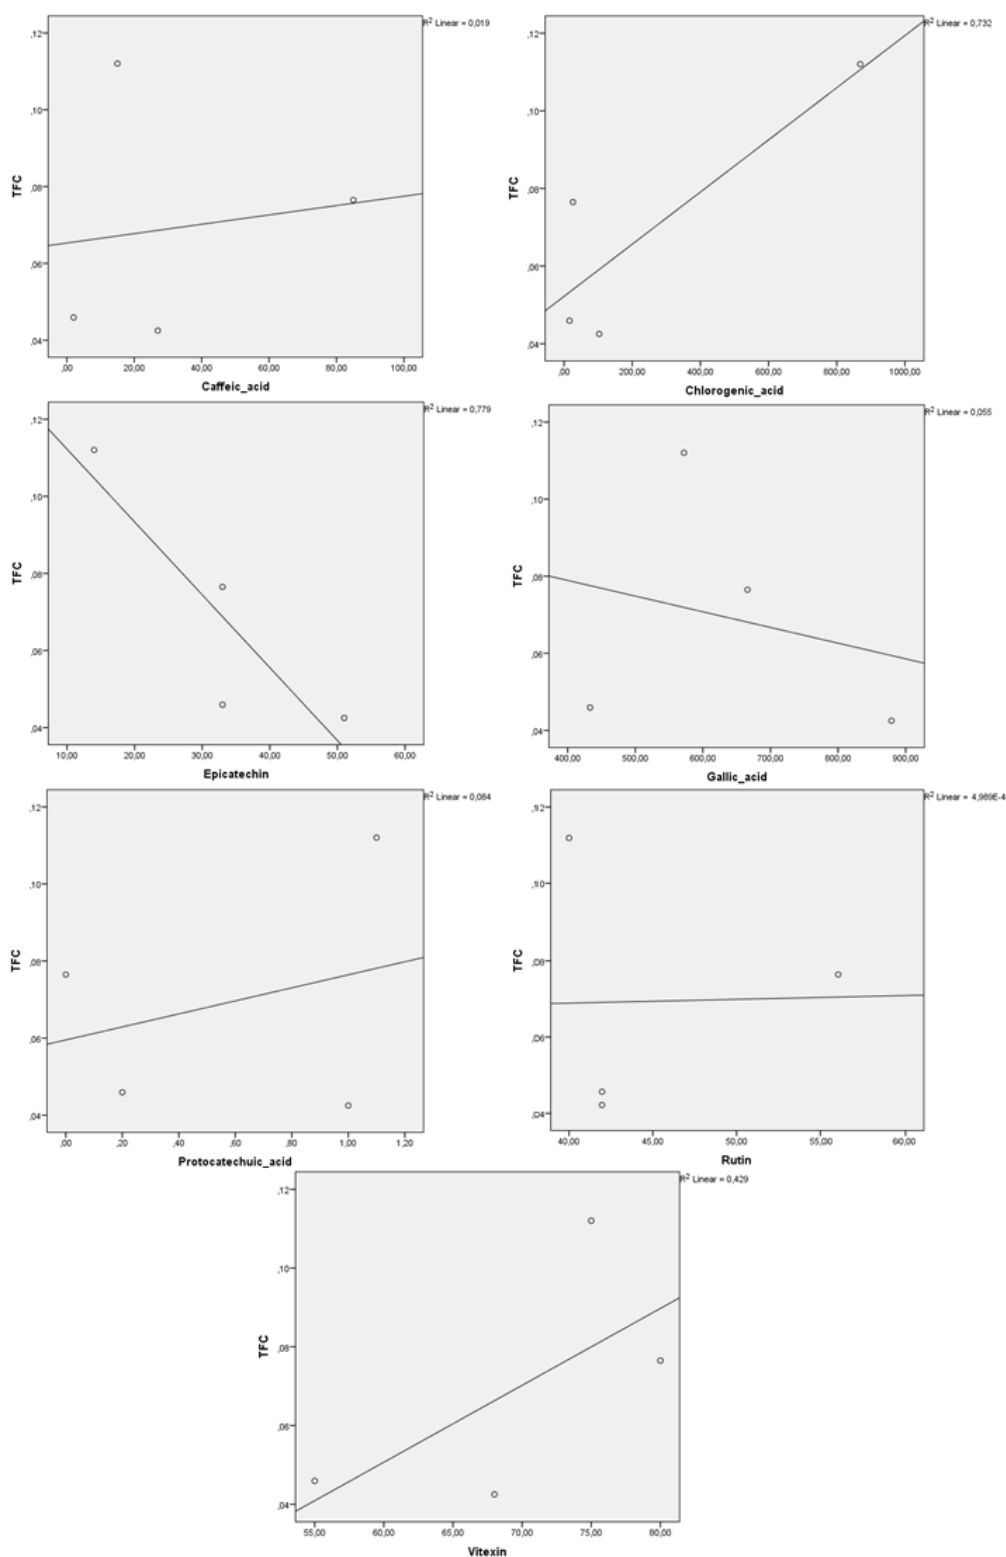 R² Linear = 0,019
,12
,10
,08
,06
,04
TFC
,00 20,00 40,00 60,00 80,00 100,00
Caffeic_acid
R² Linear = 0,732
,12
,10
,08
,06
,04
TFC
,00 200,00 400,00 600,00 800,00 1000,00
Chlorogenic_acid
R² Linear = 0,779
,12
,10
,08
,06
,04
TFC
10,00 20,00 30,00 40,00 50,00 60,00
Epicatechin
R² Linear = 0,055
,12
,10
,08
,06
,04
TFC
400,00 500,00 600,00 700,00 800,00 900,00
Gallic_acid
R² Linear = 0,084
,12
,10
,08
,06
,04
TFC
,00 ,20 ,40 ,60 ,80 1,00 1,20
Protocatechuic_acid
R² Linear = 4,989E-4
,12
,10
,08
,06
,04
TFC
40,00 45,00 50,00 55,00 60,00
Rutin
R² Linear = 0,429
,12
,10
,08
,06
,04
TFC
55,00 60,00 65,00 70,00 75,00 80,00
Vitexin